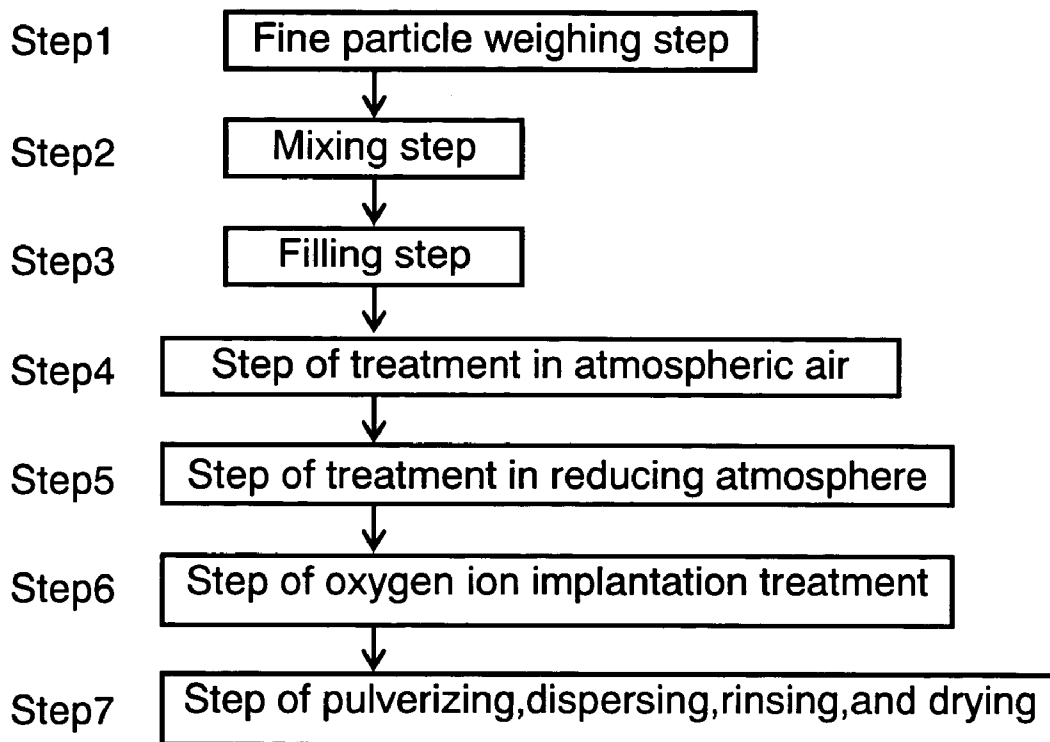 Step1 Fine particle weighing step
Step2 Mixing step
Step3 Filling step
Step4 Step of treatment in atmospheric air
Step5 Step of treatment in reducing atmosphere
Step6 Step of oxygen ion implantation treatment
Step7 Step of pulverizing,dispersing,rinsing,and drying